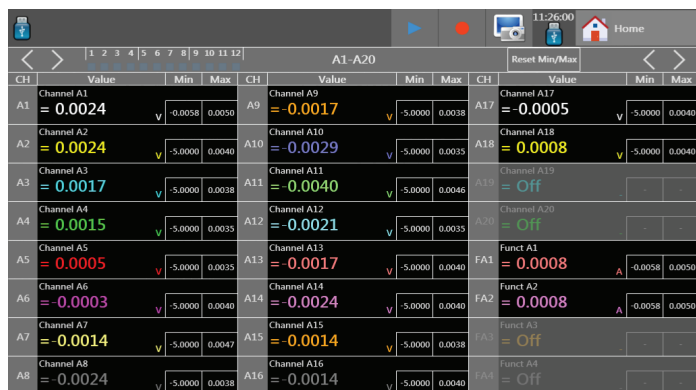 11:26:00
Home
1 2 3 4 5 6 7 8 9 10 11 12
A1-A20
Reset Min/Max
CH Value Min Max CH Value Min Max CH Value Min Max
A1 Channel A1 = 0.0024 V -0.0058 0.0050
A2 Channel A2 = 0.0024 V -5.0000 0.0040
A3 Channel A3 = 0.0017 V -5.0000 0.0038
A4 Channel A4 = 0.0015 V -5.0000 0.0035
A5 Channel A5 = 0.0005 V -5.0000 0.0035
A6 Channel A6 =-0.0003 V -5.0000 0.0040
A7 Channel A7 =-0.0014 V -5.0000 0.0047
A8 Channel A8 =-0.0024 V -5.0000 0.0038
A9 Channel A9 =-0.0017 V -5.0000 0.0038
A10 Channel A10 =-0.0029 V -5.0000 0.0035
A11 Channel A11 =-0.0040 V -5.0000 0.0046
A12 Channel A12 =-0.0021 V -5.0000 0.0035
A13 Channel A13 =-0.0017 V -5.0000 0.0040
A14 Channel A14 =-0.0024 V -5.0000 0.0040
A15 Channel A15 =-0.0014 V -5.0000 0.0038
A16 Channel A16 =-0.0014 V -5.0000 0.0040
A17 Channel A17 =-0.0005 V -5.0000 0.0040
A18 Channel A18 = 0.0008 V -5.0000 0.0040
A19 Channel A19 = Off - -
A20 Channel A20 = Off - -
FA1 Funct A1 = 0.0008 A -0.0058 0.0050
FA2 Funct A2 = 0.0008 A -0.0058 0.0050
FA3 Funct A3 = Off - -
FA4 Funct A4 = Off - -